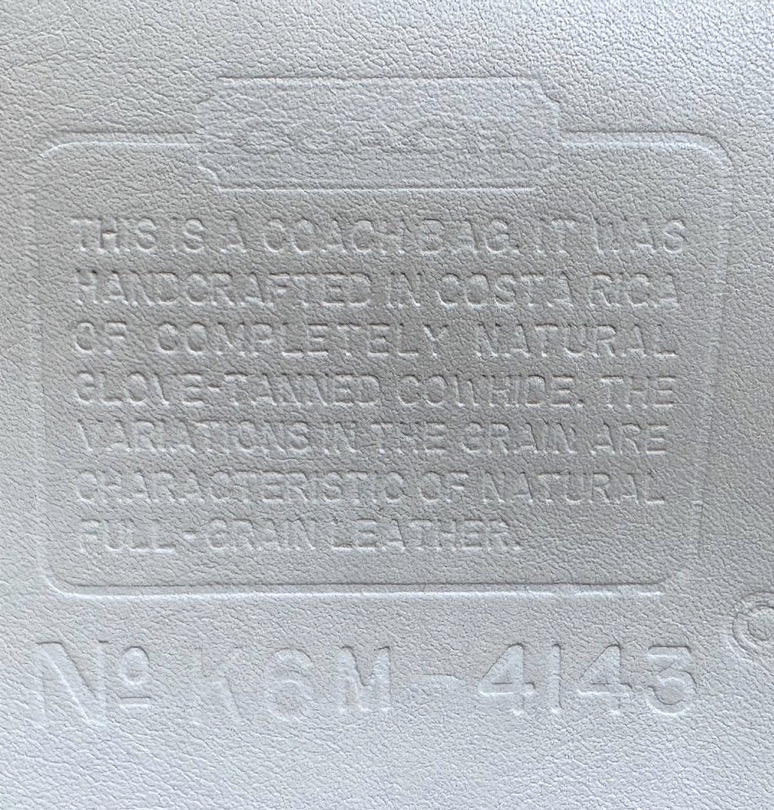 COACH
THIS IS A COACH BAG. IT WAS
HANDCRAFTED IN COSTA RICA
OF COMPLETELY NATURAL
GLOVE-TANNED COWHIDE. THE
VARIATIONS IN THE GRAIN ARE
CHARACTERISTIC OF NATURAL
FULL-GRAIN LEATHER.
©
Nº K6M-4143